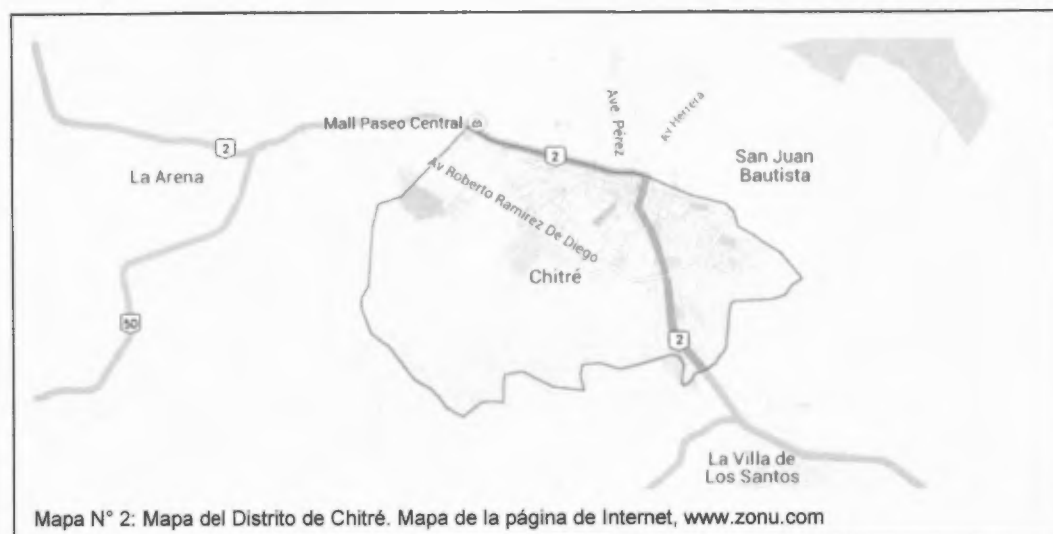 Mall Paseo Central
2
La Arena
2
Ave. Pérez
Av Herrera
San Juan
Bautista
Av Roberto Ramirez De Diego
Chitré
50
2
La Villa de
Los Santos
Mapa N° 2: Mapa del Distrito de Chitré. Mapa de la página de Internet, www.zonu.com